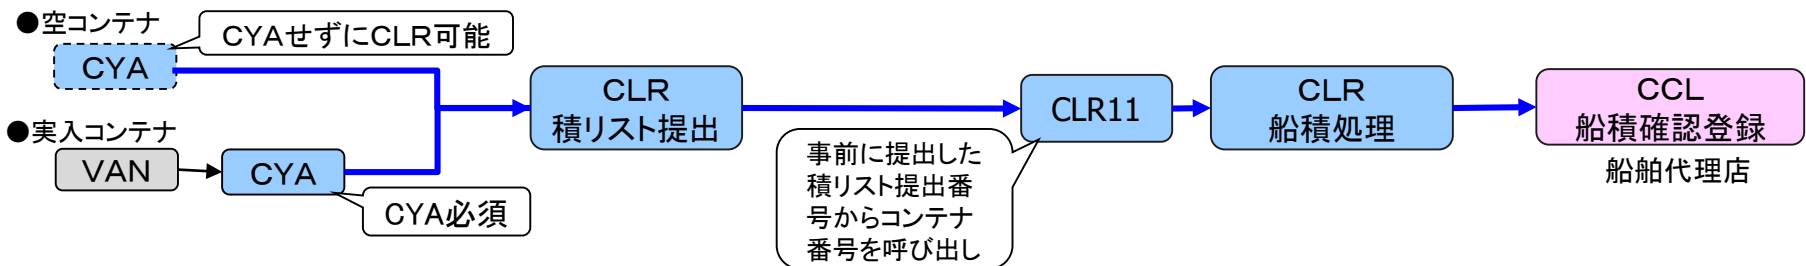 ●空コンテナ
CYAせずにCLR可能
CYA
●実入コンテナ
VAN
CYA
CYA必須
CLR
積リスト提出
CLR11
事前に提出した
積リスト提出番
号からコンテナ
番号を呼び出し
CLR
船積処理
CCL
船積確認登録
船舶代理店